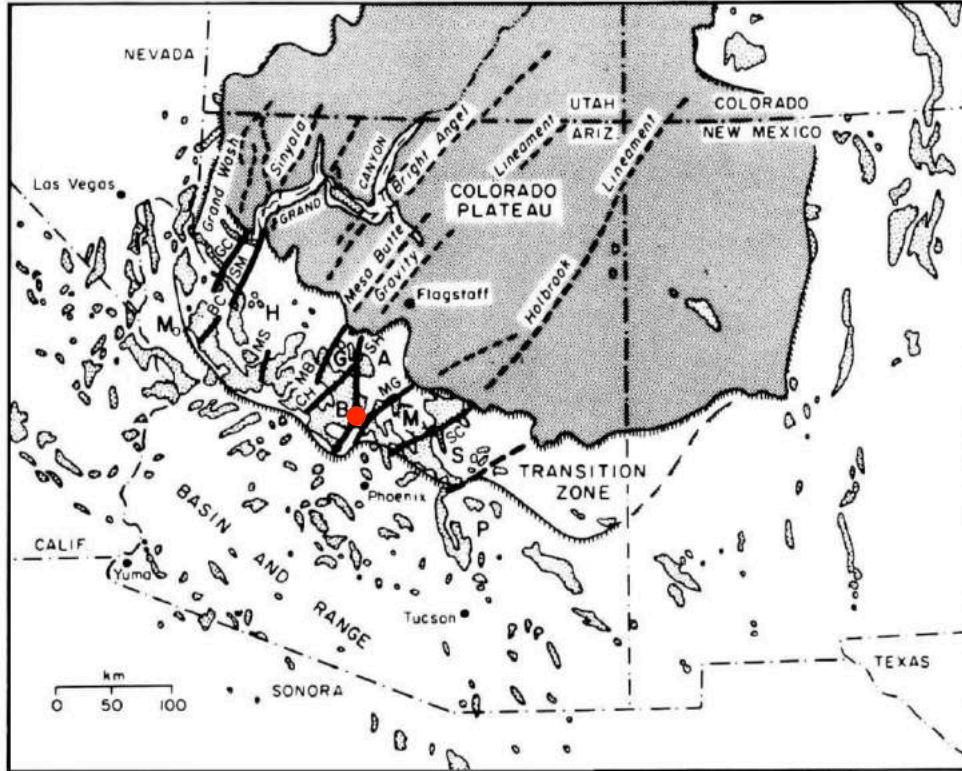 NEVADA
UTAH
COLORADO
ARIZ.
NEW MEXICO
Las Vegas
Grand Wash
Sinyala
GRAND
CANYON
Bright Angel
Lineament
Lineament
COLORADO
PLATEAU
Mesa Butte
Gravity
Flagstaff
Holbrook
GC
SM
BC
M
H
MS
MB
G
SH
A
CH
B
MG
M
SC
S
Phoenix
TRANSITION
ZONE
P
BASIN
AND
RANGE
CALIF.
Yuma
Tucson
TEXAS
SONORA
km
0 50 100